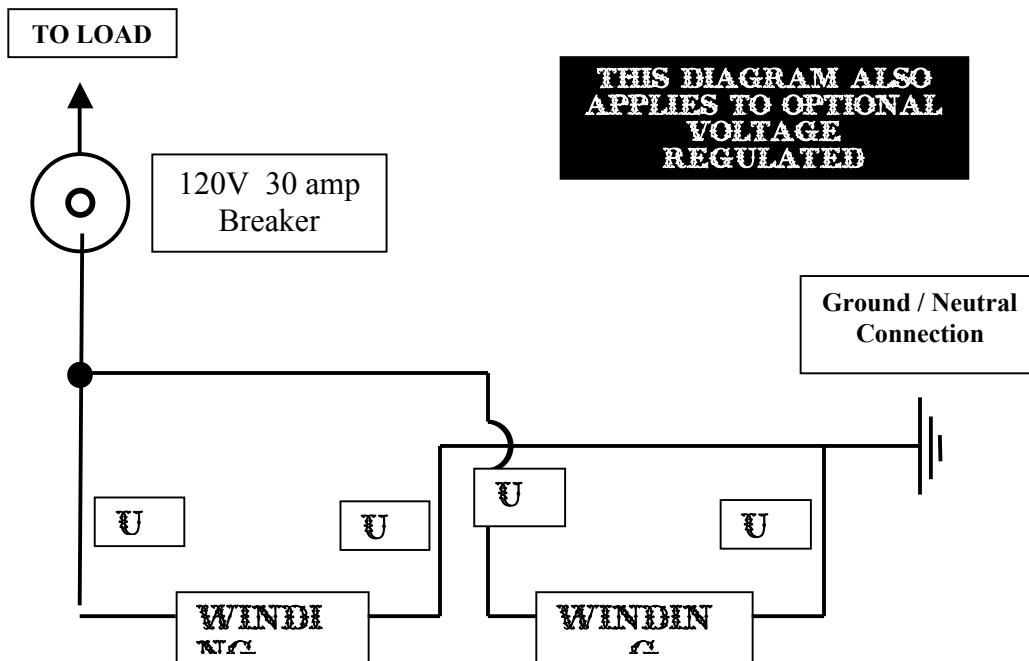 TO LOAD
THIS DIAGRAM ALSO
APPLIES TO OPTIONAL
VOLTAGE
REGULATED
120V 30 amp
Breaker
Ground / Neutral
Connection
U
U
U
U
WINDI
NG
WINDIN
G